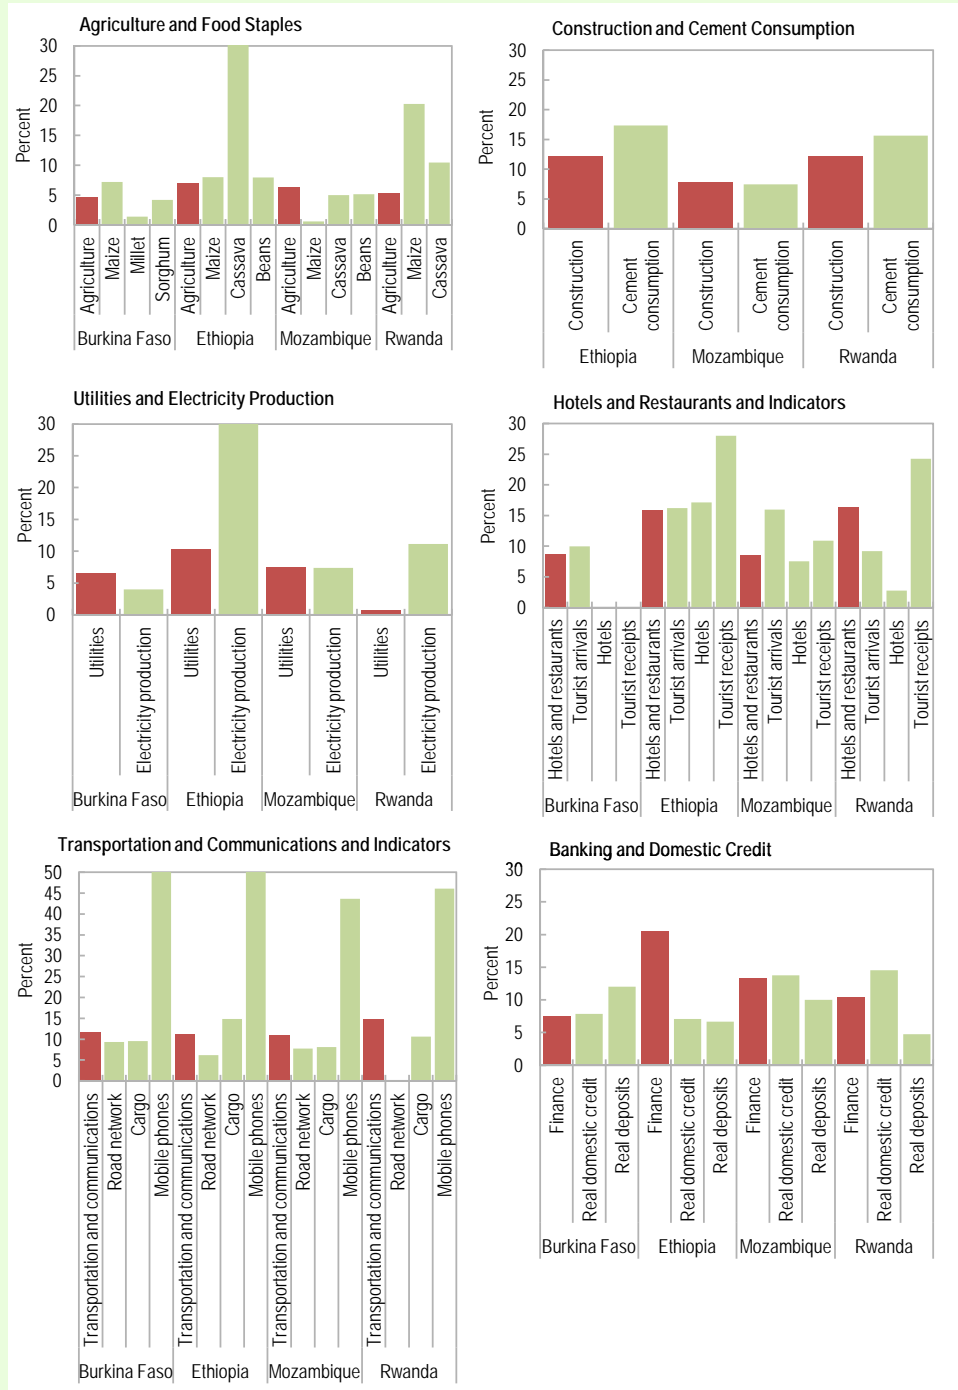 Agriculture and Food Staples
30
25
20
15
10
5
0
Percent
Agriculture
Maize
Millet
Sorghum
Agriculture
Maize
Cassava
Beans
Agriculture
Maize
Cassava
Beans
Agriculture
Maize
Cassava
Burkina Faso
Ethiopia
Mozambique
Rwanda
Construction and Cement Consumption
30
25
20
15
10
5
0
Percent
Construction
Cement
consumption
Construction
Cement
consumption
Construction
Cement
consumption
Ethiopia
Mozambique
Rwanda
Utilities and Electricity Production
30
25
20
15
10
5
0
Percent
Utilities
Electricity production
Utilities
Electricity production
Utilities
Electricity production
Utilities
Electricity production
Burkina Faso
Ethiopia
Mozambique
Rwanda
Hotels and Restaurants and Indicators
30
25
20
15
10
5
0
Percent
Hotels and restaurants
Tourist arrivals
Hotels
Tourist receipts
Hotels and restaurants
Tourist arrivals
Hotels
Tourist receipts
Hotels and restaurants
Tourist arrivals
Hotels
Tourist receipts
Hotels and restaurants
Tourist arrivals
Hotels
Tourist receipts
Burkina Faso
Ethiopia
Mozambique
Rwanda
Transportation and Communications and Indicators
50
45
40
35
30
25
20
15
10
5
0
Percent
Transportation and communications
Road network
Cargo
Mobile phones
Transportation and communications
Road network
Cargo
Mobile phones
Transportation and communications
Road network
Cargo
Mobile phones
Transportation and communications
Road network
Cargo
Mobile phones
Burkina Faso
Ethiopia
Mozambique
Rwanda
Banking and Domestic Credit
30
25
20
15
10
5
0
Percent
Finance
Real domestic credit
Real deposits
Finance
Real domestic credit
Real deposits
Finance
Real domestic credit
Real deposits
Finance
Real domestic credit
Real deposits
Burkina Faso
Ethiopia
Mozambique
Rwanda